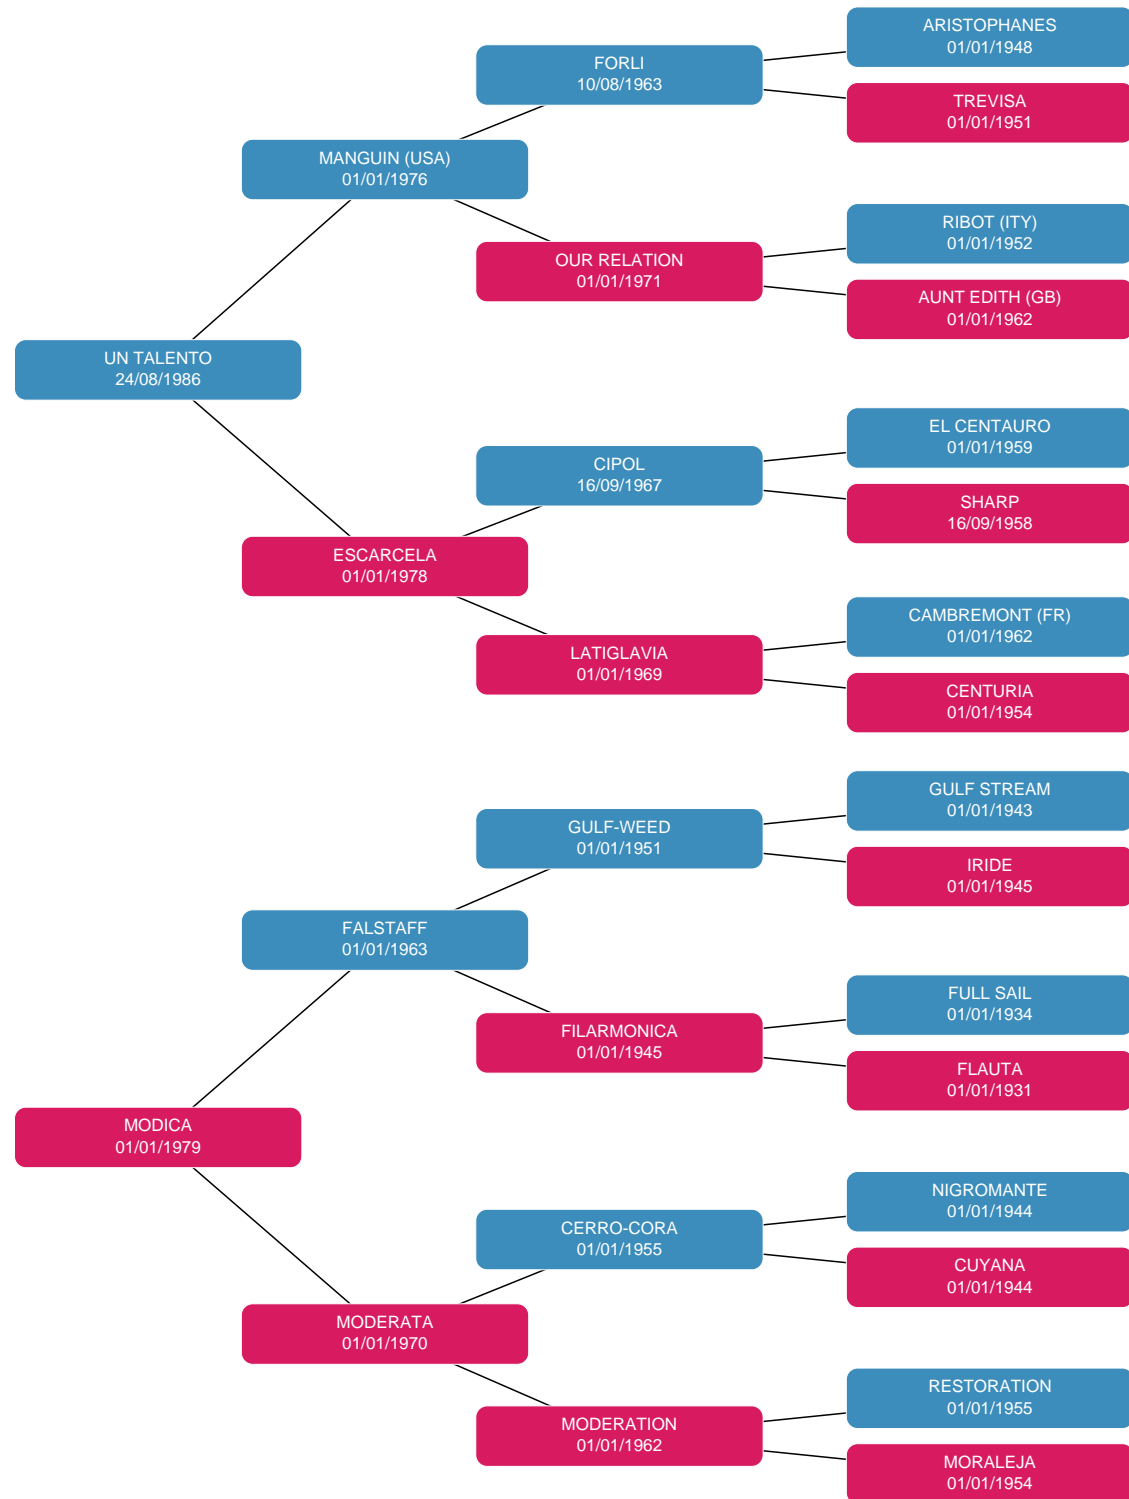 ARISTOPHANES
01/01/1948
FORLI
10/08/1963
TREVISA
01/01/1951
MANGUIN (USA)
01/01/1976
RIBOT (ITY)
01/01/1952
OUR RELATION
01/01/1971
AUNT EDITH (GB)
01/01/1962
UN TALENTO
24/08/1986
EL CENTAURO
01/01/1959
CIPOL
16/09/1967
SHARP
16/09/1958
ESCARCELA
01/01/1978
CAMBREMONT (FR)
01/01/1962
LATIGLAVIA
01/01/1969
CENTURIA
01/01/1954
GULF STREAM
01/01/1943
GULF-WEED
01/01/1951
IRIDE
01/01/1945
FALSTAFF
01/01/1963
FULL SAIL
01/01/1934
FILARMONICA
01/01/1945
FLAUTA
01/01/1931
MODICA
01/01/1979
NIGROMANTE
01/01/1944
CERRO-CORA
01/01/1955
CUYANA
01/01/1944
MODERATA
01/01/1970
RESTORATION
01/01/1955
MODERATION
01/01/1962
MORALEJA
01/01/1954